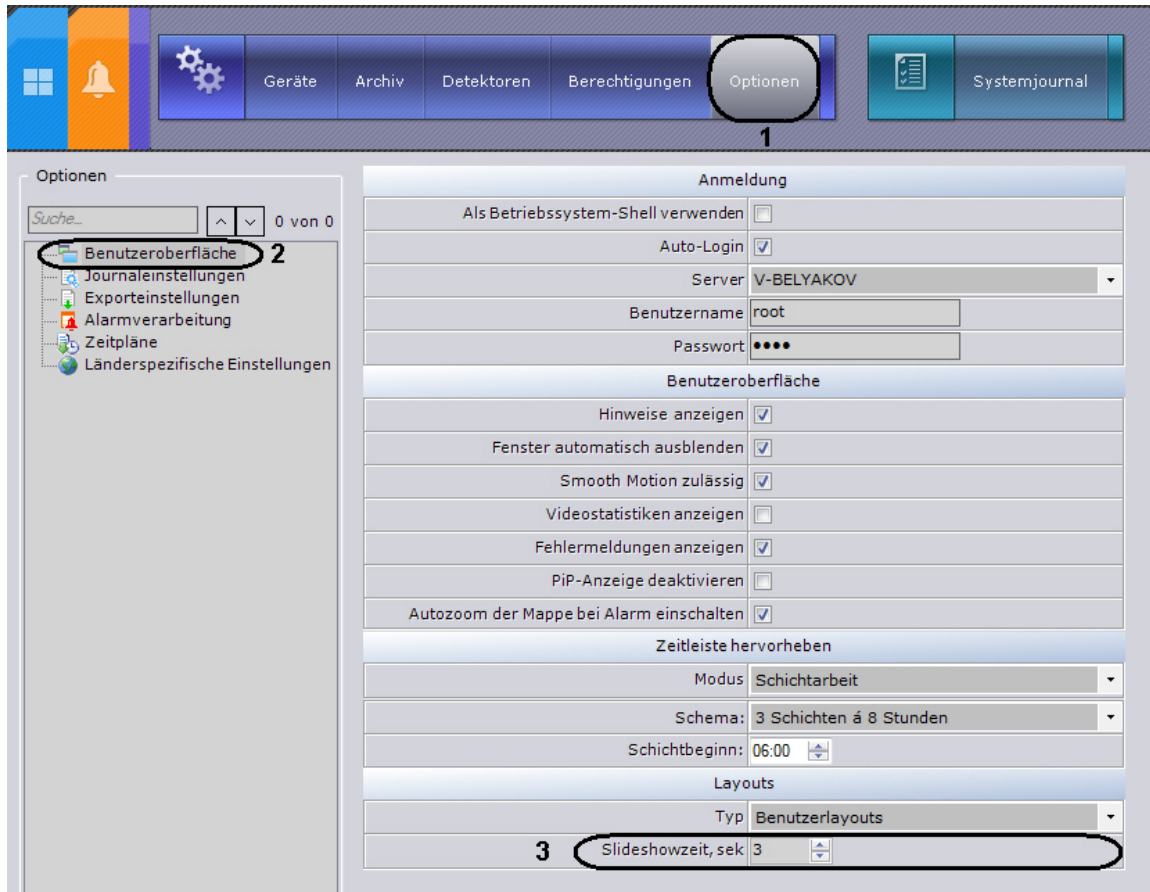 Geräte Archiv Detektoren Berechtigungen Optionen Systemjournal
1
Optionen
Suche... 0 von 0
Benutzeroberfläche 2
Journaleinstellungen
Exporteinstellungen
Alarmverarbeitung
Zeitpläne
Länderspezifische Einstellungen
Anmeldung
Als Betriebssystem-Shell verwenden
Auto-Login
Server V-BELYAKOV
Benutzername root
Passwort ••••
Benutzeroberfläche
Hinweise anzeigen
Fenster automatisch ausblenden
Smooth Motion zulässig
Videostatistiken anzeigen
Fehlermeldungen anzeigen
PiP-Anzeige deaktivieren
Autozoom der Mappe bei Alarm einschalten
Zeitleiste hervorheben
Modus Schichtarbeit
Schema: 3 Schichten á 8 Stunden
Schichtbeginn: 06:00
Layouts
Typ Benutzerlayouts
3 Slideshowzeit, sek 3